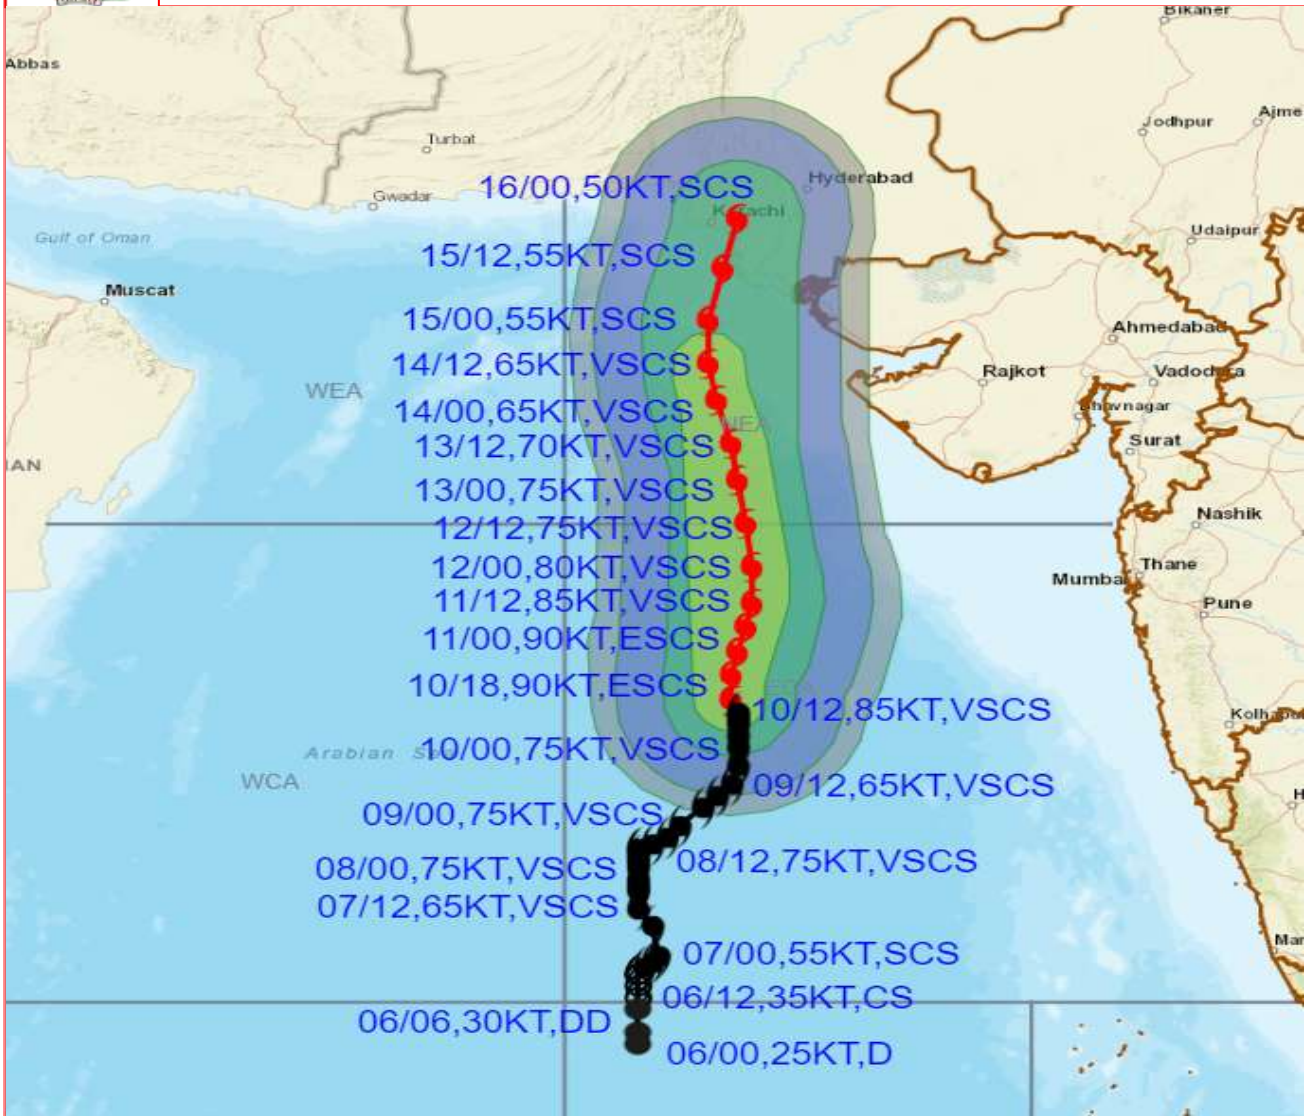 Bikaner
Abbas
Ajme
Jodhpur
Turbat
Hyderabad
16/00,50KT,SCS
Gwadar
Karachi
Udaipur
Gulf of Oman
15/12,55KT,SCS
Muscat
15/00,55KT,SCS
Ahmedabad
14/12,65KT,VSCS
Rajkot
Vadodara
WEA
14/00,65KT,VSCS
Bhavnagar
NEA
13/12,70KT,VSCS
Surat
IAN
13/00,75KT,VSCS
Nashik
12/12,75KT,VSCS
12/00,80KT,VSCS
Thane
Mumbai
11/12,85KT,VSCS
Pune
11/00,90KT,ESCS
10/18,90KT,ESCS
10/12,85KT,VSCS
Kolhapu
10/00,75KT,VSCS
Arabian Sea
WCA
09/12,65KT,VSCS
H
09/00,75KT,VSCS
08/12,75KT,VSCS
08/00,75KT,VSCS
07/12,65KT,VSCS
Mar
07/00,55KT,SCS
06/12,35KT,CS
06/06,30KT,DD
06/00,25KT,D